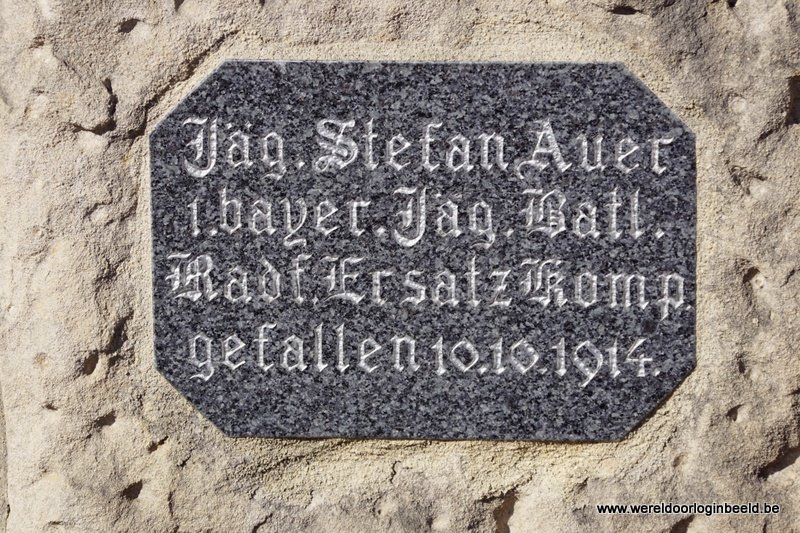 Jäg. Stefan Auer
1. bayer. Jäg. Batl.
Radf. Ersatz Komp.
gefallen 10.10.1914.
www.wereldoorloginbeeld.be